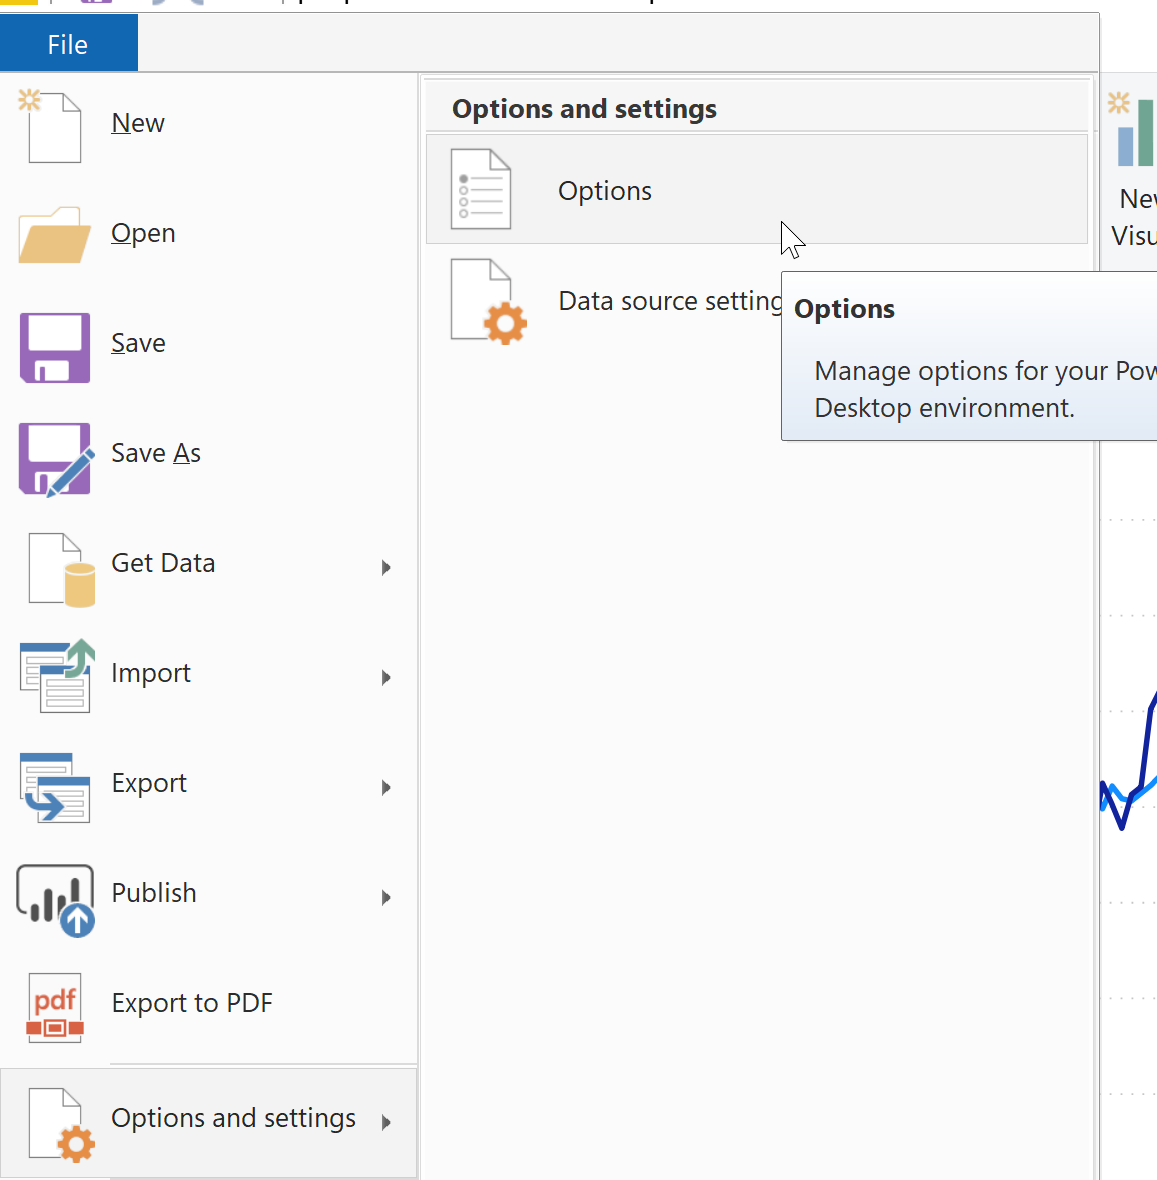 File
New
Open
Save
Save As
Get Data
Import
Export
Publish
pdf
Export to PDF
Options and settings
Options and settings
Options
Data source setting
Options
Manage options for your Pow
Desktop environment.
Nev
Visu